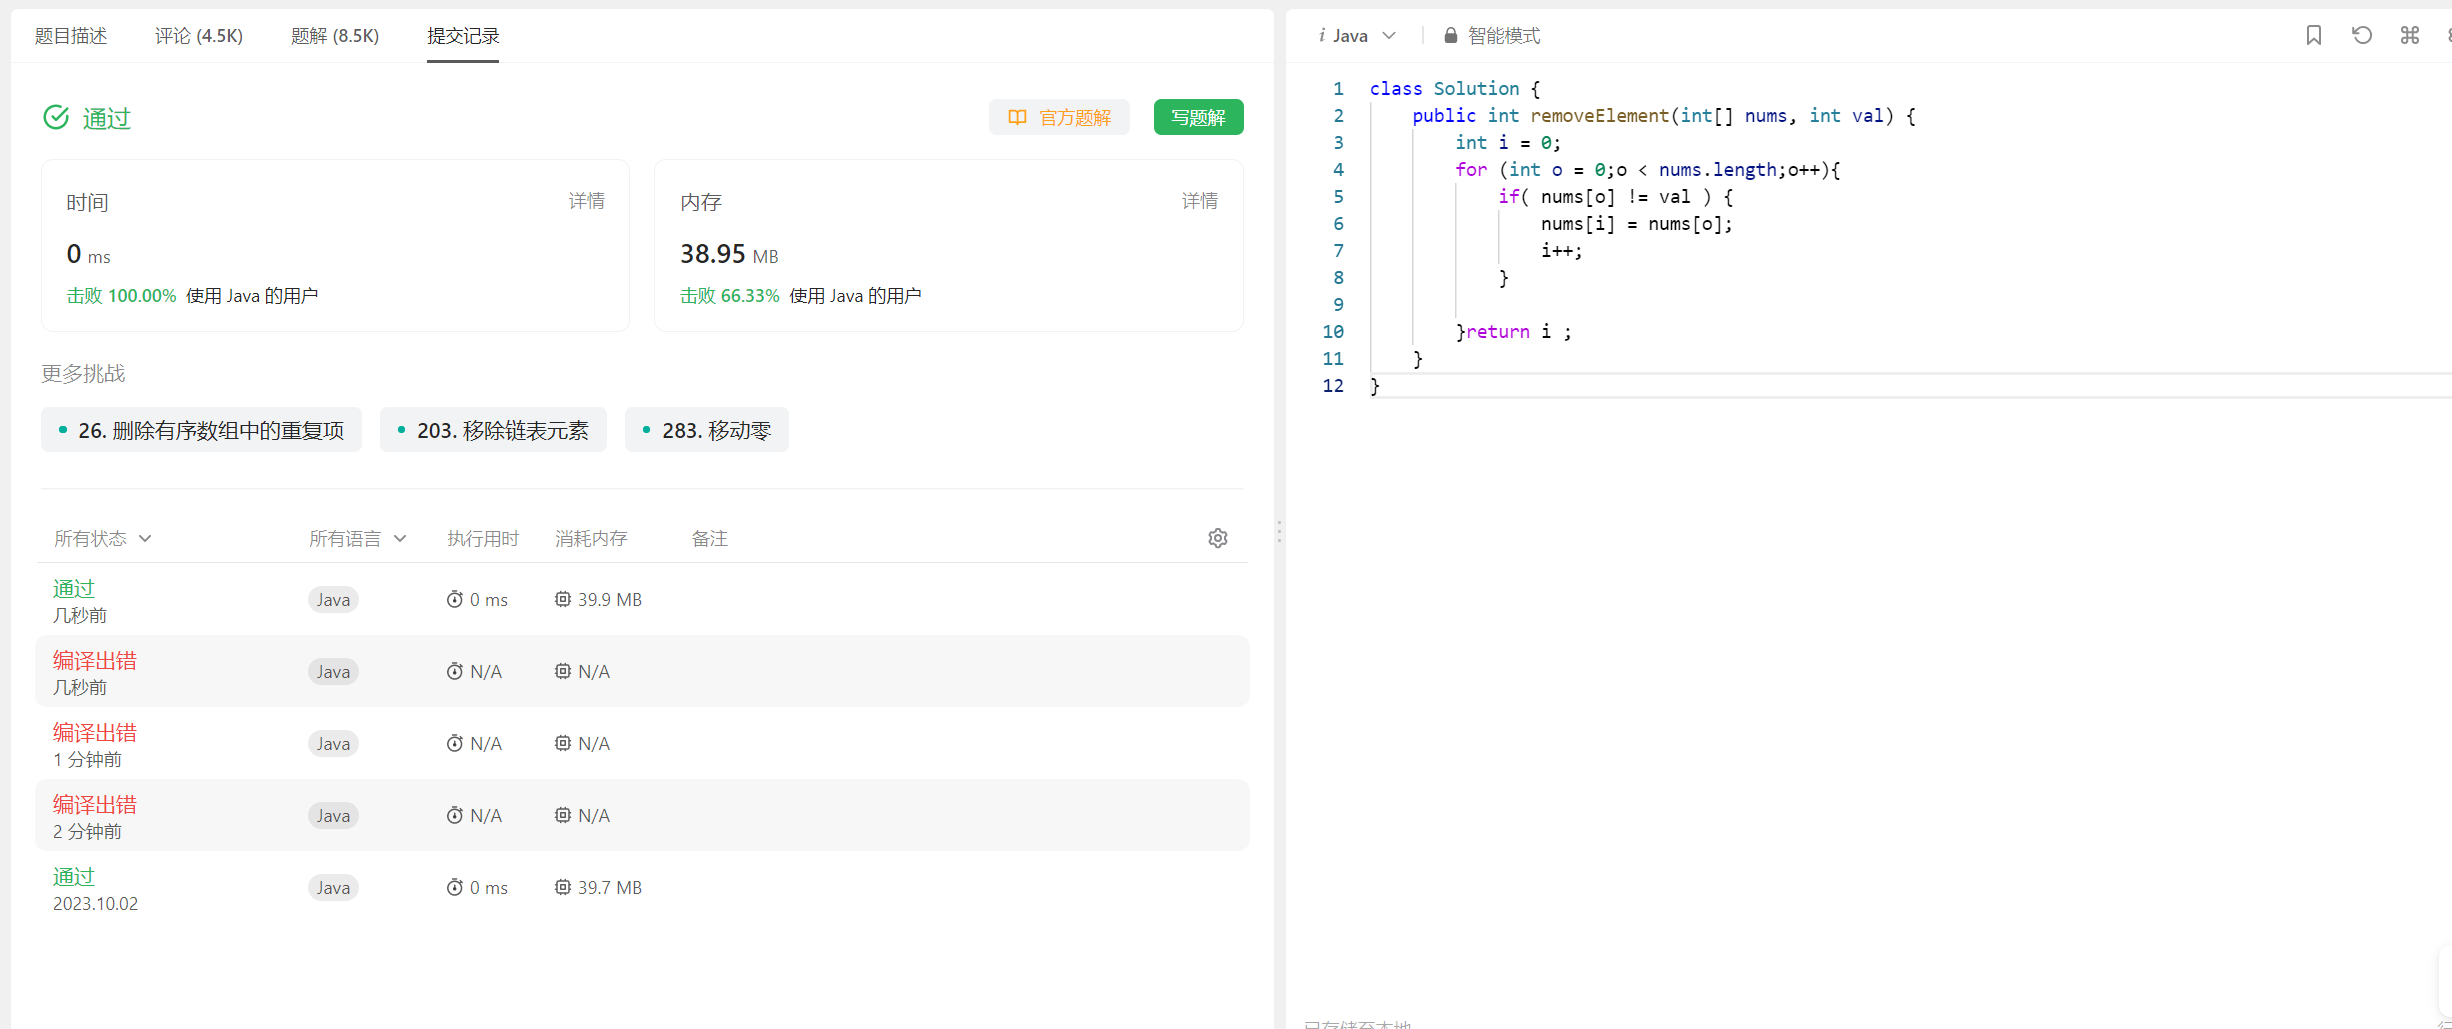 题目描述 评论 (4.5K) 题解 (8.5K) 提交记录
通过 官方题解 写题解
时间 详情
0 ms
击败 100.00% 使用 Java 的用户
内存 详情
38.95 MB
击败 66.33% 使用 Java 的用户
更多挑战
26. 删除有序数组中的重复项 203. 移除链表元素 283. 移动零
所有状态 所有语言 执行用时 消耗内存 备注
通过 Java 0 ms 39.9 MB
几秒前
编译出错 Java N/A N/A
几秒前
编译出错 Java N/A N/A
1 分钟前
编译出错 Java N/A N/A
2 分钟前
通过 Java 0 ms 39.7 MB
2023.10.02
i Java 智能模式
1 class Solution {
2     public int removeElement(int[] nums, int val) {
3         int i = 0;
4         for (int o = 0;o < nums.length;o++){
5             if( nums[o] != val ) {
6                 nums[i] = nums[o];
7                 i++;
8             }
9
10         }return i ;
11     }
12 }
已存储至本地